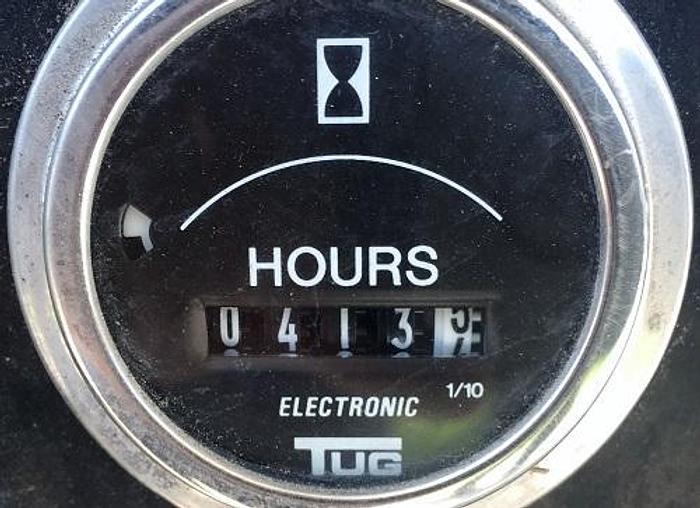 HOURS
0413
1/10
ELECTRONIC
TUG